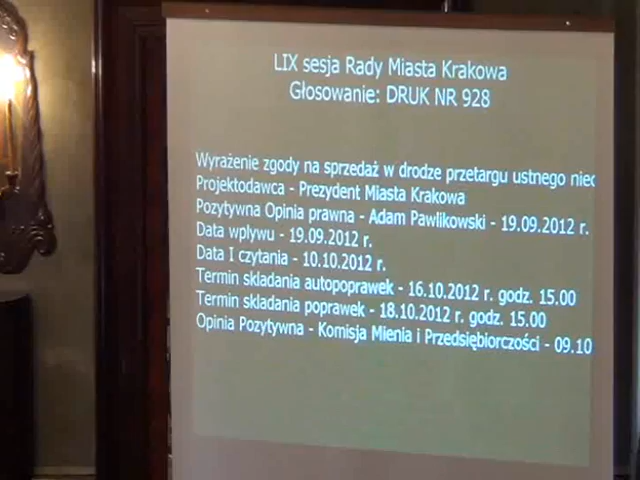 LIX sesja Rady Miasta Krakowa
Głosowanie: DRUK NR 928
Wyrażenie zgody na sprzedaż w drodze przetargu ustnego nieo
Projektodawca - Prezydent Miasta Krakowa
Pozytywna Opinia prawna - Adam Pawlikowski - 19.09.2012 r.
Data wpływu - 19.09.2012 r.
Data I czytania - 10.10.2012 r.
Termin składania autopoprawek - 16.10.2012 r. godz. 15.00
Termin składania poprawek - 18.10.2012 r. godz. 15.00
Opinia Pozytywna - Komisja Mienia i Przedsiębiorczości - 09.10